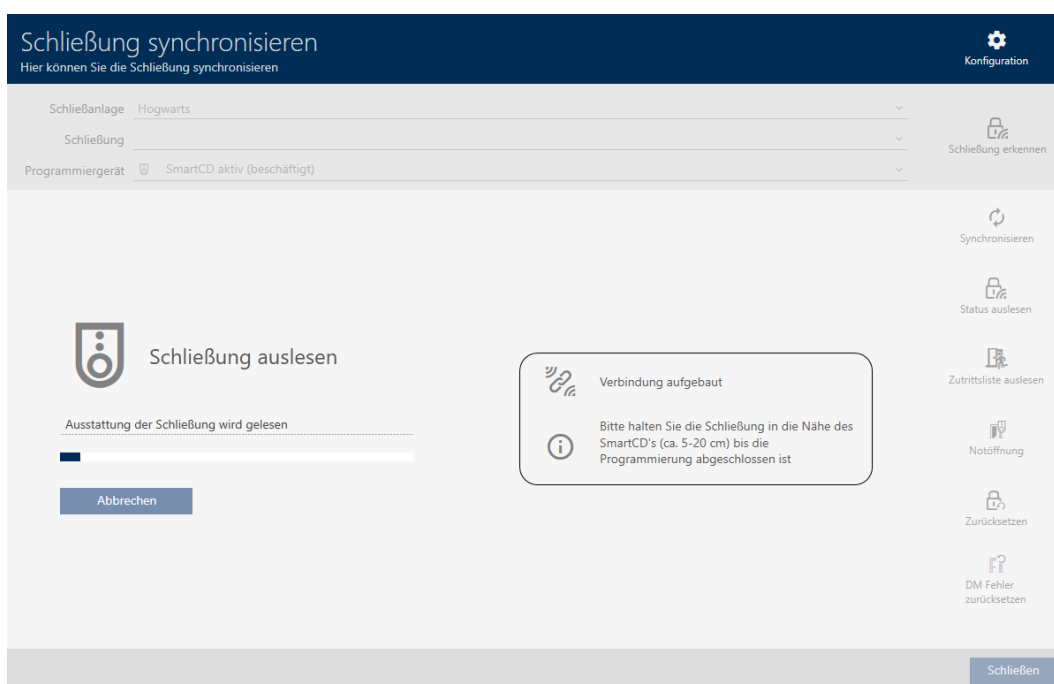 Schließung synchronisieren
Hier können Sie die Schließung synchronisieren
Konfiguration
Schließanlage Hogwarts
Schließung
Programmiergerät SmartCD aktiv (beschäftigt)
Schließung erkennen
Synchronisieren
Status auslesen
Zutrittsliste auslesen
Notöffnung
Zurücksetzen
DM Fehler
zurücksetzen
Schließung auslesen
Ausstattung der Schließung wird gelesen
Abbrechen
Verbindung aufgebaut
Bitte halten Sie die Schließung in die Nähe des
SmartCD's (ca. 5-20 cm) bis die
Programmierung abgeschlossen ist
Schließen